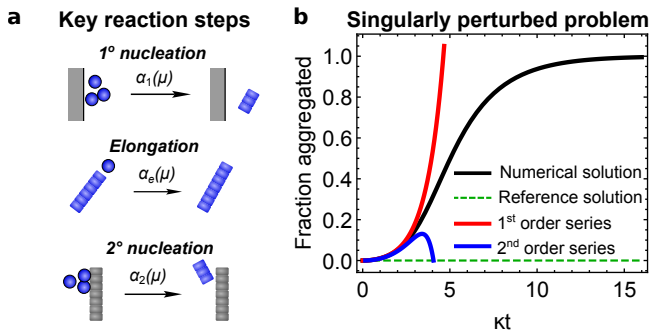 a
Key reaction steps
1° nucleation
α₁(μ)
Elongation
αₑ(μ)
2° nucleation
α₂(μ)
b
Singularly perturbed problem
Fraction aggregated
1.0
0.8
0.6
0.4
0.2
0.0
Numerical solution
Reference solution
1ˢᵗ order series
2ⁿᵈ order series
0
5
10
15
κt